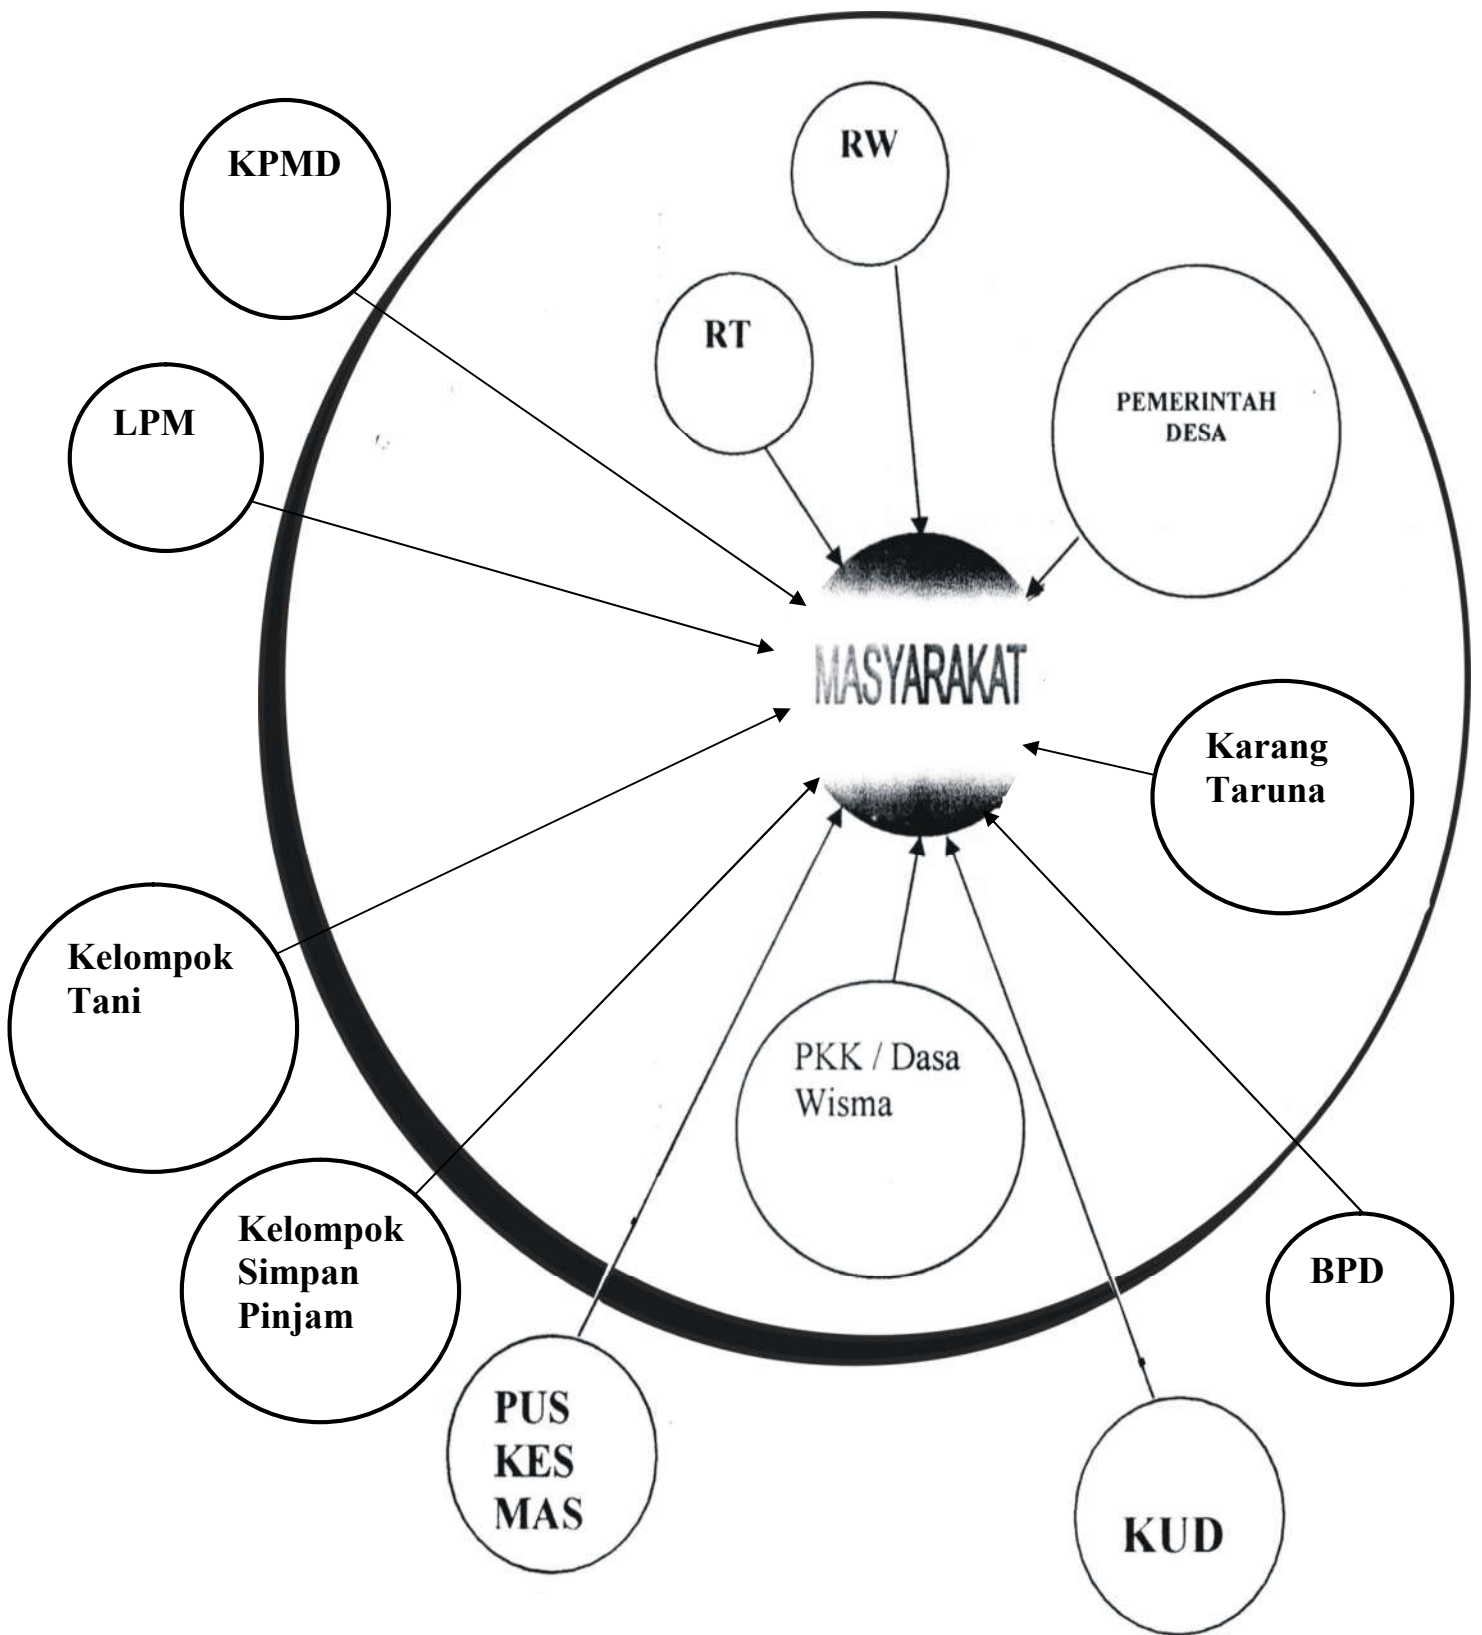 RW
KPMD
RT
PEMERINTAH
DESA
LPM
MASYARAKAT
Karang
Taruna
Kelompok
Tani
PKK / Dasa
Wisma
Kelompok
Simpan
Pinjam
BPD
PUS
KES
MAS
KUD